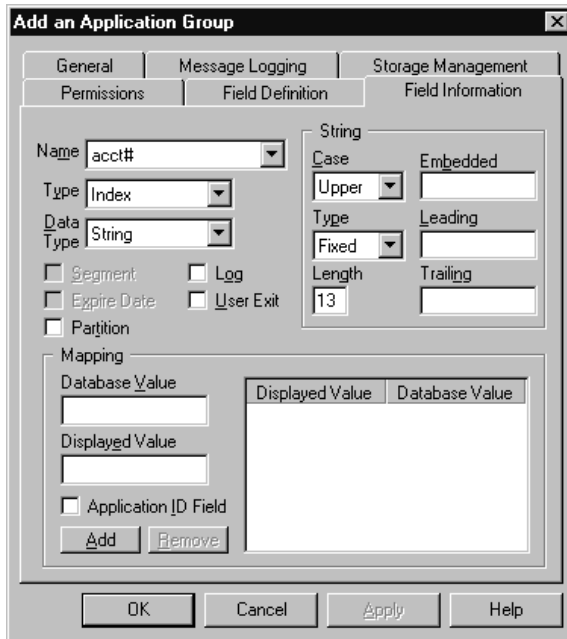 Add an Application Group
General Message Logging Storage Management
Permissions Field Definition Field Information
Name acct#
Type Index
Data Type String
Segment Log
Expire Date User Exit
Partition
String
Case Embedded
Upper
Type Leading
Fixed
Length Trailing
13
Mapping
Database Value
Displayed Value
Application ID Field
Add Remove
Displayed Value Database Value
OK Cancel Apply Help